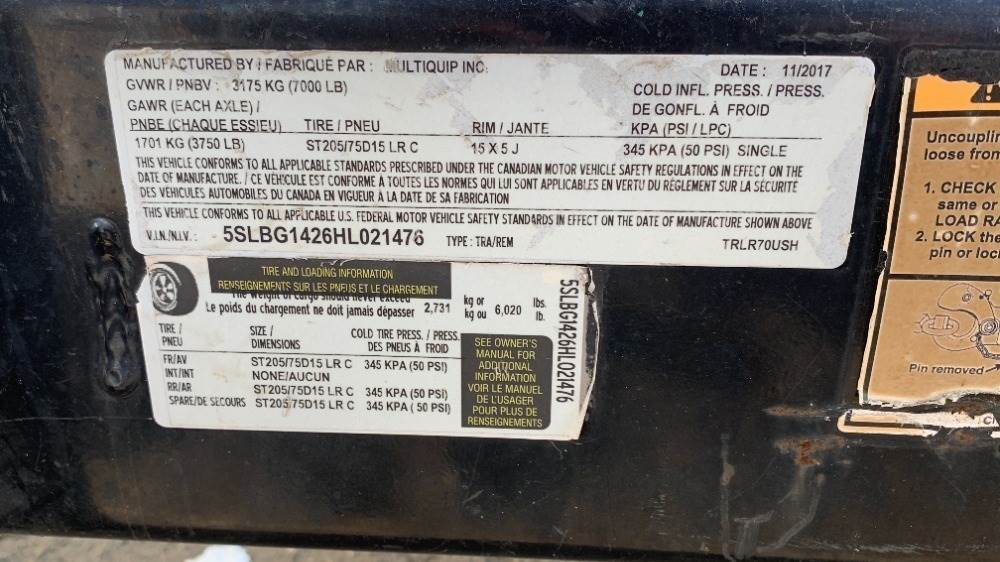 MANUFACTURED BY / FABRIQUÉ PAR : MULTIQUIP INC. DATE : 11/2017
GVWR / PNBV : 3175 KG (7000 LB) COLD INFL. PRESS. / PRESS.
GAWR (EACH AXLE) / DE GONFL. À FROID
PNBE (CHAQUE ESSIEU) TIRE / PNEU RIM / JANTE KPA (PSI / LPC)
1701 KG (3750 LB) ST205/75D15 LR C 15 X 5 J 345 KPA (50 PSI) SINGLE
THIS VEHICLE CONFORMS TO ALL APPLICABLE STANDARDS PRESCRIBED UNDER THE CANADIAN MOTOR VEHICLE SAFETY REGULATIONS IN EFFECT ON THE
DATE OF MANUFACTURE. / CE VÉHICULE EST CONFORME À TOUTES LES NORMES QUI LUI SONT APPLICABLES EN VERTU DU RÈGLEMENT SUR LA SÉCURITÉ
DES VÉHICULES AUTOMOBILES DU CANADA EN VIGUEUR À LA DATE DE SA FABRICATION
THIS VEHICLE CONFORMS TO ALL APPLICABLE U.S. FEDERAL MOTOR VEHICLE SAFETY STANDARDS IN EFFECT ON THE DATE OF MANUFACTURE SHOWN ABOVE
V.I.N./N.I.V. : 5SLBG1426HL021476 TYPE : TRA/REM TRLR70USH
TIRE AND LOADING INFORMATION
RENSEIGNEMENTS SUR LES PNEUS ET LE CHARGEMENT
The weight of cargo should never exceed kg or lbs.
Le poids du chargement ne doit jamais dépasser 2,731 kg ou 6,020 lb.
TIRE / SIZE / COLD TIRE PRESS. / PRESS.
PNEU DIMENSIONS DES PNEUS À FROID
FR/AV ST205/75D15 LR C 345 KPA (50 PSI)
INT/INT NONE/AUCUN
RR/AR ST205/75D15 LR C 345 KPA (50 PSI)
SPARE/DE SECOURS ST205/75D15 LR C 345 KPA (50 PSI)
SEE OWNER'S
MANUAL FOR
ADDITIONAL
INFORMATION
VOIR LE MANUEL
DE L'USAGER
POUR PLUS DE
RENSEIGNEMENTS
5SLBG1426HL021476
Uncouplin
loose from
1. CHECK
same or
LOAD RA
2. LOCK the
pin or loc
Pin removed